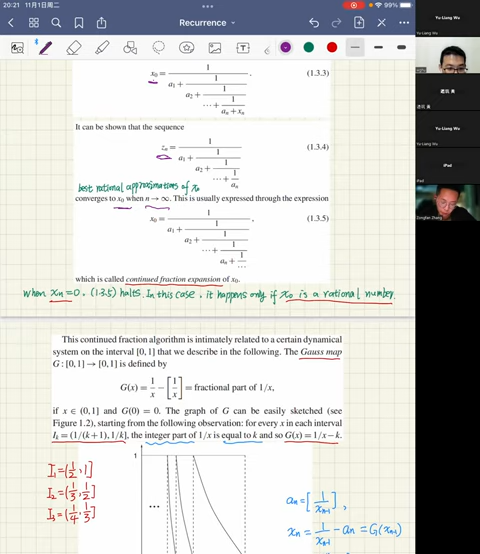 20:21 11月1日周二
99%
Recurrence
x₀ = 1/(a₁ + 1/(a₂ + 1/(⋯ + 1/(aₙ + xₙ)))). (1.3.3)
It can be shown that the sequence
zₙ = 1/(a₁ + 1/(a₂ + 1/(⋯ + 1/aₙ))) (1.3.4)
best rational approximations of x₀
converges to x₀ when n → ∞. This is usually expressed through the expression
x₀ = 1/(a₁ + 1/(a₂ + 1/(⋯ + 1/(aₙ + 1/⋯)))), (1.3.5)
which is called continued fraction expansion of x₀.
When xₙ=0, (1.3.5) halts. In this case, it happens only if x₀ is a rational number.
This continued fraction algorithm is intimately related to a certain dynamical
system on the interval [0, 1] that we describe in the following. The Gauss map
G : [0, 1] → [0, 1] is defined by
G(x) = 1/x − [1/x] = fractional part of 1/x,
if x ∈ (0, 1] and G(0) = 0. The graph of G can be easily sketched (see
Figure 1.2), starting from the following observation: for every x in each interval
Iₖ = (1/(k + 1), 1/k], the integer part of 1/x is equal to k and so G(x) = 1/x − k.
I₁ = (1/2, 1]
I₂ = (1/3, 1/2]
I₃ = (1/4, 1/3]
1
...
aₙ = [1/xₙ₋₁],
xₙ = 1/xₙ₋₁ − aₙ = G(xₙ₋₁)
Yu-Liang Wu
Yu-Liang Wu
Yu-Liang Wu
Yu-Liang Wu
iPad
iPad
Zonglian Zheng